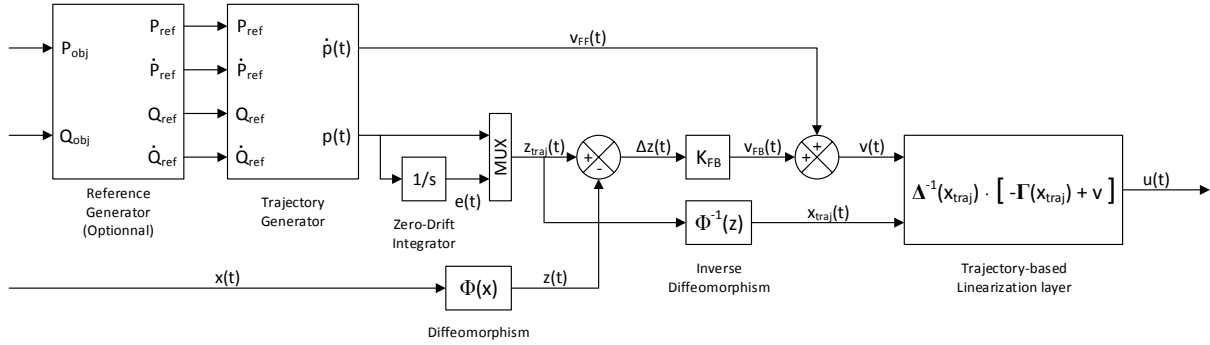 P_obj
Q_obj
P_ref
Ṗ_ref
Q_ref
Q̇_ref
Reference
Generator
(Optionnal)
P_ref
Ṗ_ref
Q_ref
Q̇_ref
ṗ(t)
p(t)
Trajectory
Generator
v_FF(t)
1/s
e(t)
Zero-Drift
Integrator
MUX
z_traj(t)
+
-
Δz(t)
K_FB
v_FB(t)
+
+
v(t)
Φ⁻¹(z)
x_traj(t)
Inverse
Diffeomorphism
Δ⁻¹(x_traj) · [ -Γ(x_traj) + v ]
u(t)
Trajectory-based
Linearization layer
x(t)
Φ(x)
z(t)
Diffeomorphism